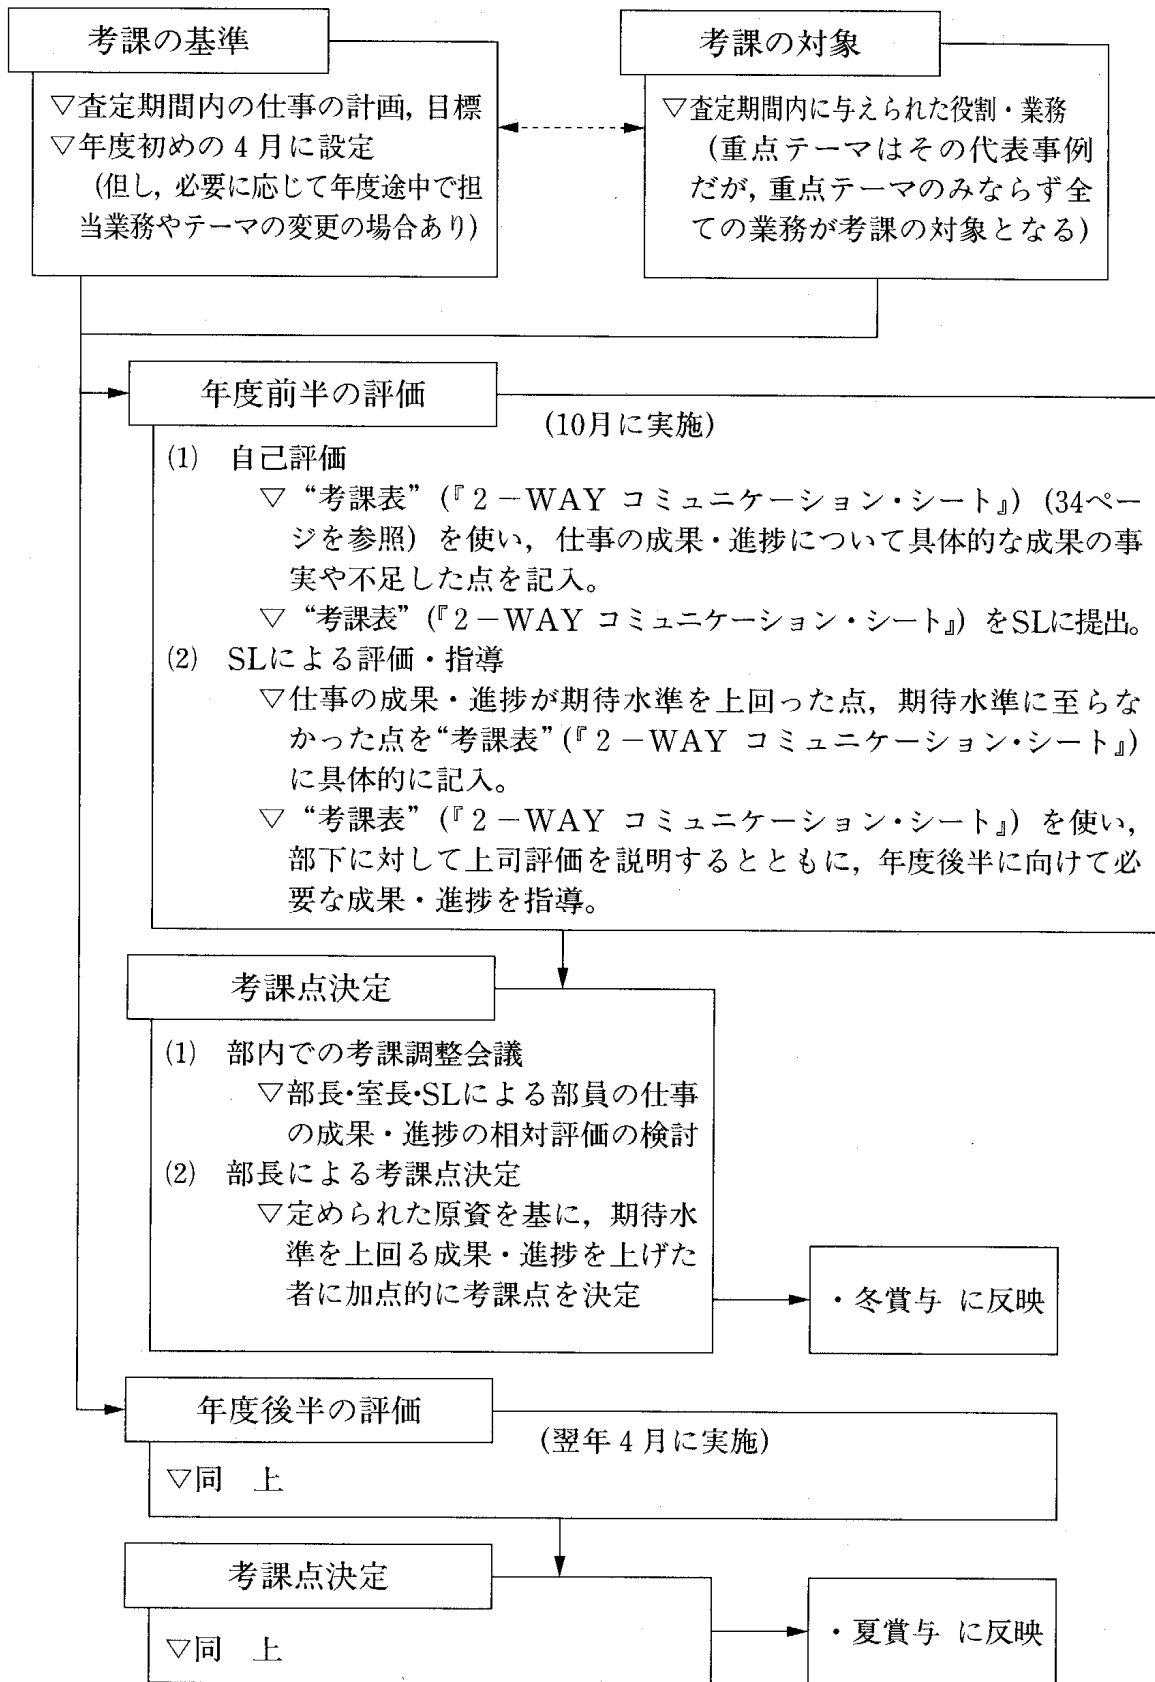 考課の基準
▽査定期間内の仕事の計画，目標
▽年度初めの4月に設定
(但し，必要に応じて年度途中で担
当業務やテーマの変更の場合あり)
考課の対象
▽査定期間内に与えられた役割・業務
(重点テーマはその代表事例
だが，重点テーマのみならず全
ての業務が考課の対象となる)
年度前半の評価
(10月に実施)
(1) 自己評価
▽“考課表”(『2－WAY コミュニケーション・シート』)(34ペー
ジを参照)を使い，仕事の成果・進捗について具体的な成果の事
実や不足した点を記入。
▽“考課表”(『2－WAY コミュニケーション・シート』)をSLに提出。
(2) SLによる評価・指導
▽仕事の成果・進捗が期待水準を上回った点，期待水準に至らな
かった点を“考課表”(『2－WAY コミュニケーション・シート』)
に具体的に記入。
▽“考課表”(『2－WAY コミュニケーション・シート』)を使い，
部下に対して上司評価を説明するとともに，年度後半に向けて必
要な成果・進捗を指導。
考課点決定
(1) 部内での考課調整会議
▽部長・室長・SLによる部員の仕事
の成果・進捗の相対評価の検討
(2) 部長による考課点決定
▽定められた原資を基に，期待水
準を上回る成果・進捗を上げた
者に加点的に考課点を決定
・冬賞与 に反映
年度後半の評価
(翌年4月に実施)
▽同　上
考課点決定
▽同　上
・夏賞与 に反映